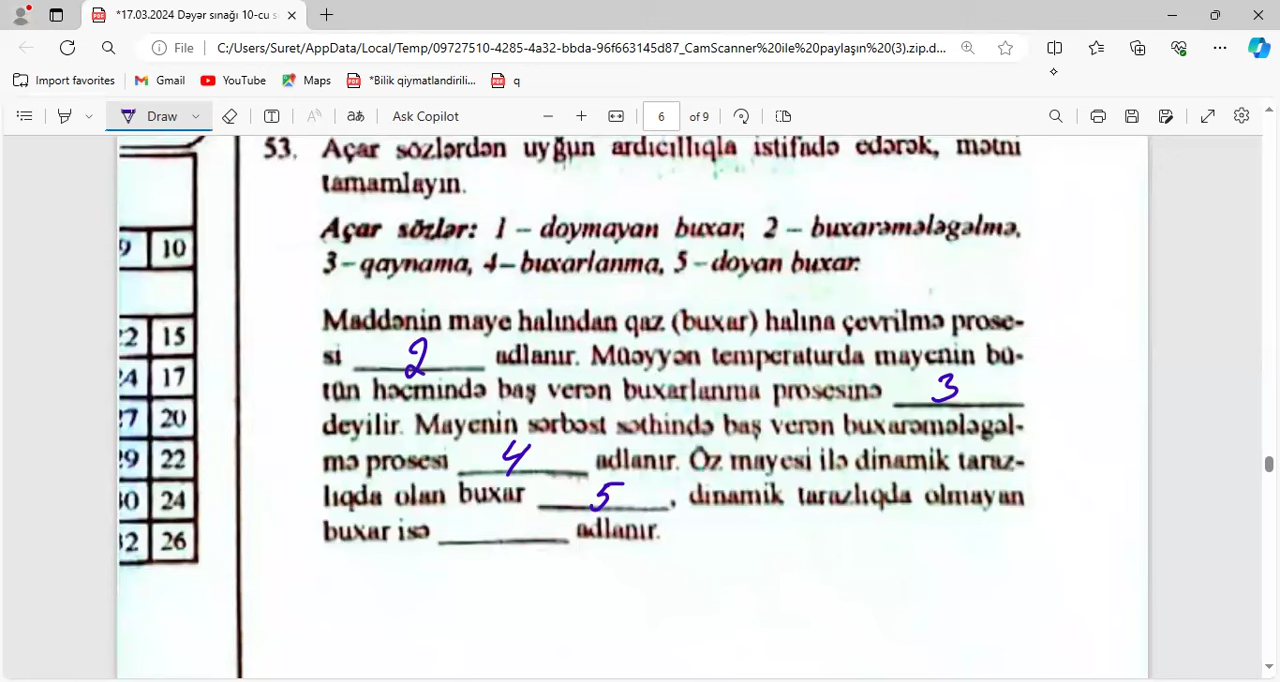 *17.03.2024 Dəyər sınağı 10-cu s
File C:/Users/Suret/AppData/Local/Temp/09727510-4285-4a32-bbda-96f663145d87_CamScanner%20ile%20paylaşın%20(3).zip.d...
Import favorites Gmail YouTube Maps *Bilik qiymatlandirili... q
Draw Ask Copilot 6 of 9
53. Açar sözlərdən uyğun ardıcıllıqla istifadə edərək, mətni
tamamlayın.
Açar sözlər: 1 – doymayan buxar, 2 – buxarəmələgəlmə,
3 – qaynama, 4 – buxarlanma, 5 – doyan buxar.
Maddənin maye halından qaz (buxar) halına çevrilmə prose-
si 2 adlanır. Müəyyən temperaturda mayenin bü-
tün həcmində baş verən buxarlanma prosesinə 3
deyilir. Mayenin sərbəst səthində baş verən buxarəmələgəl-
mə prosesi 4 adlanır. Öz mayesi ilə dinamik taraz-
lıqda olan buxar 5, dinamik tarazlıqda olmayan
buxar isə ______ adlanır.
9 10
22 15
24 17
27 20
29 22
30 24
32 26